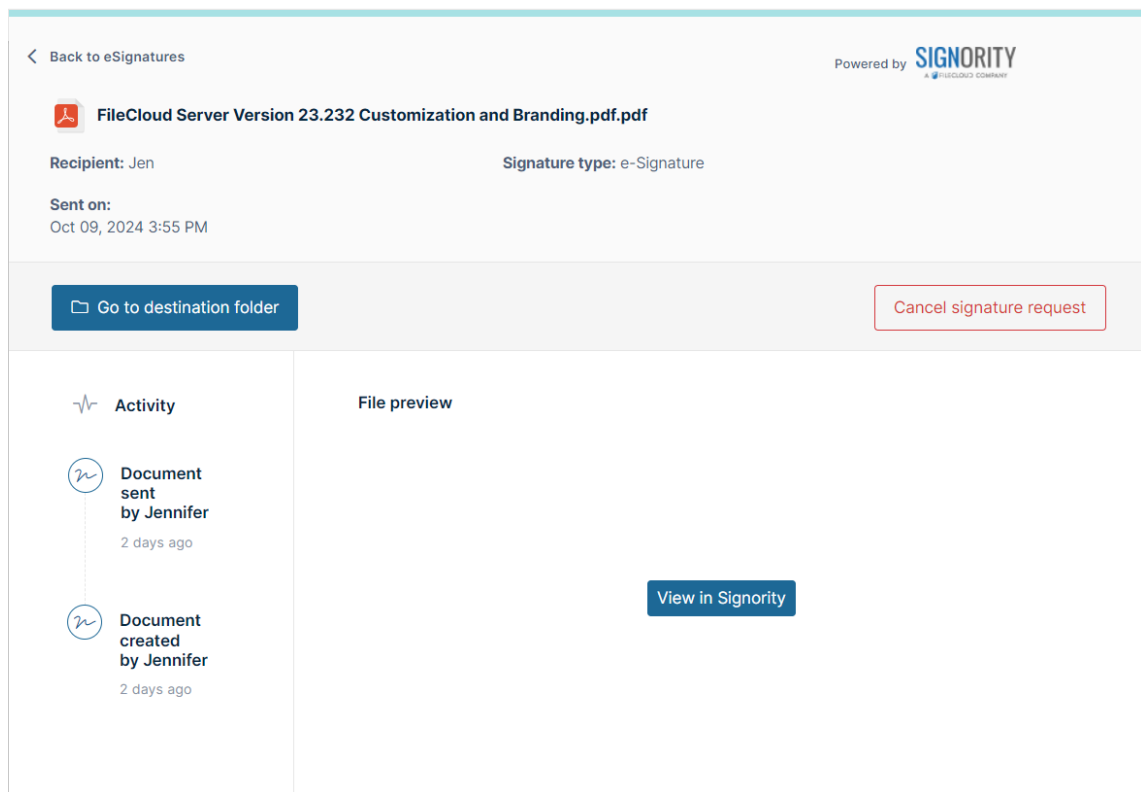 Back to eSignatures
Powered by SIGNORITY
A FILECLOUD COMPANY
FileCloud Server Version 23.232 Customization and Branding.pdf.pdf
Recipient: Jen
Signature type: e-Signature
Sent on:
Oct 09, 2024 3:55 PM
Go to destination folder
Cancel signature request
Activity
File preview
Document
sent
by Jennifer
2 days ago
View in Signority
Document
created
by Jennifer
2 days ago